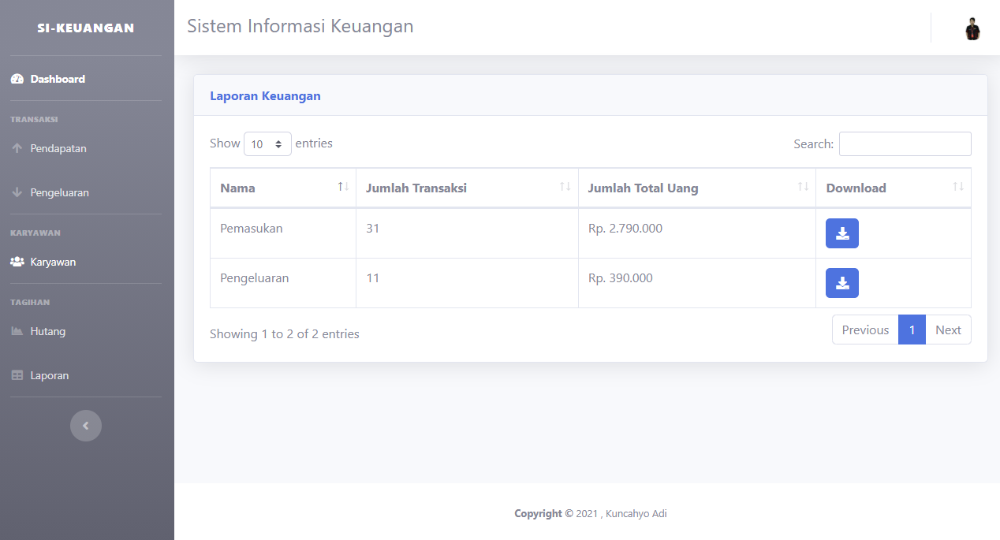 SI-KEUANGAN
Dashboard
TRANSAKSI
Pendapatan
Pengeluaran
KARYAWAN
Karyawan
TAGIHAN
Hutang
Laporan
Sistem Informasi Keuangan
Laporan Keuangan
Show 10 entries Search:
Nama Jumlah Transaksi Jumlah Total Uang Download
Pemasukan 31 Rp. 2.790.000
Pengeluaran 11 Rp. 390.000
Showing 1 to 2 of 2 entries Previous 1 Next
Copyright © 2021 , Kuncahyo Adi